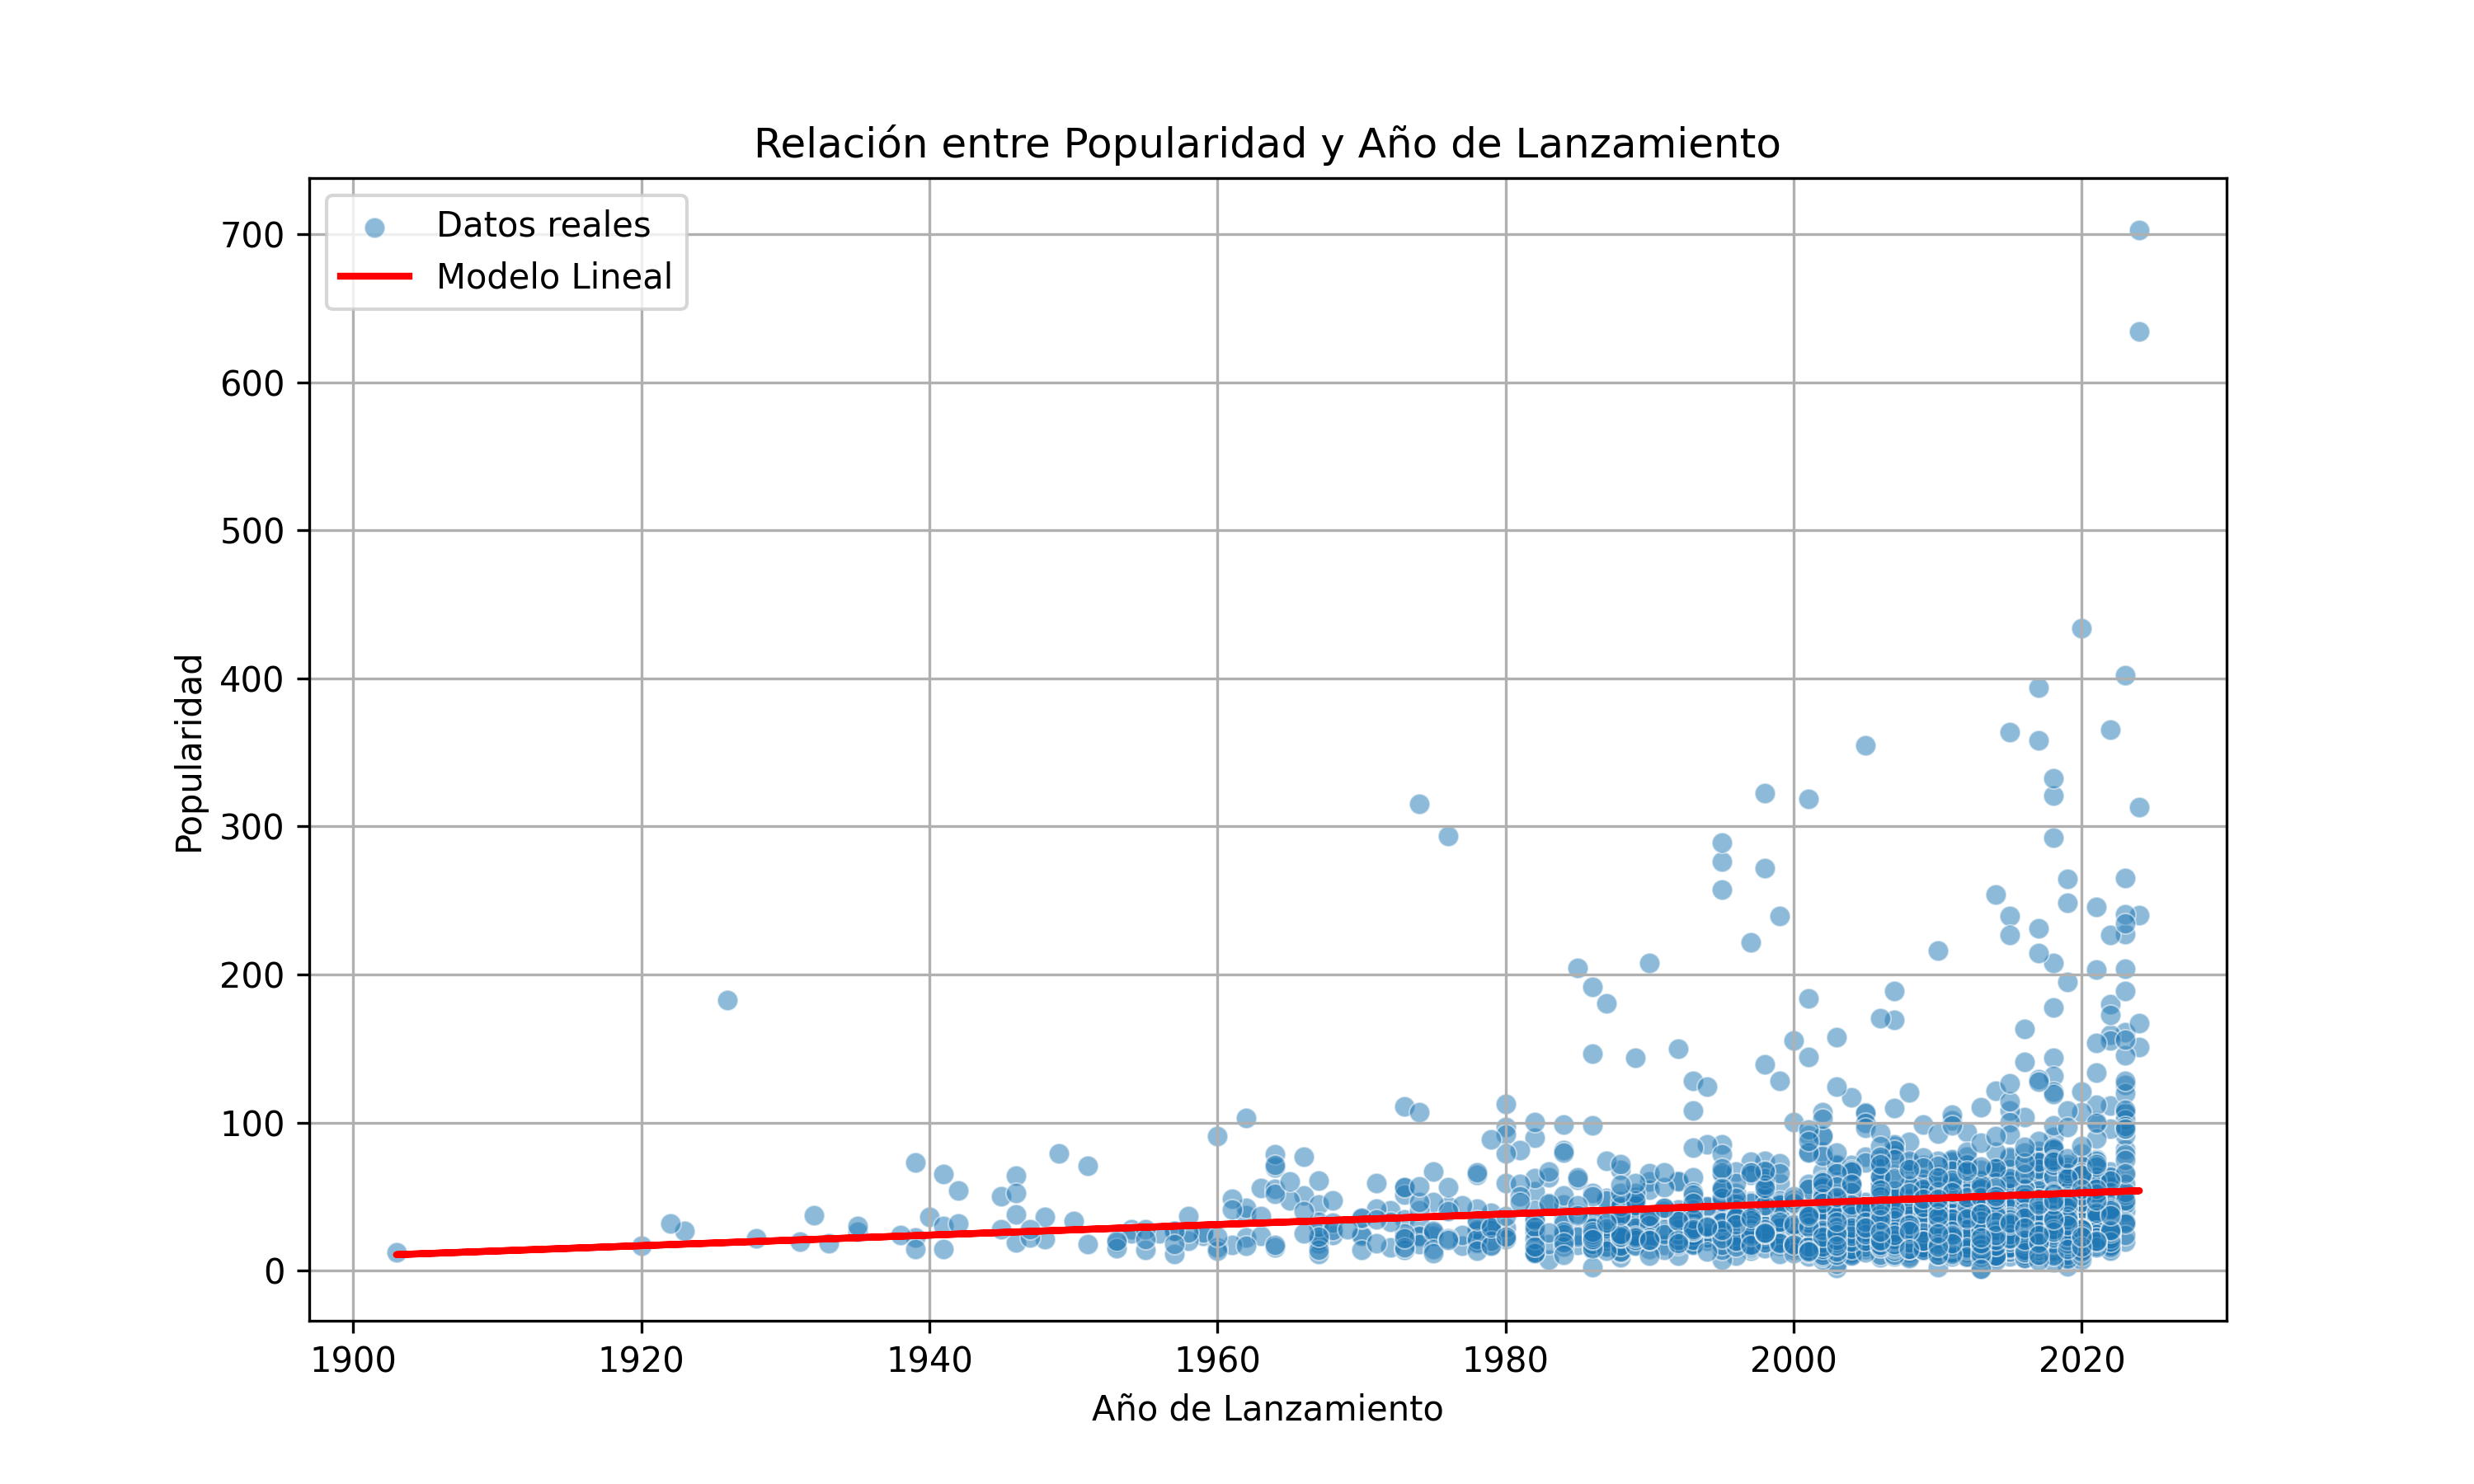 Relación entre Popularidad y Año de Lanzamiento
Datos reales
Modelo Lineal
Popularidad
700
600
500
400
300
200
100
0
1900 1920 1940 1960 1980 2000 2020
Año de Lanzamiento